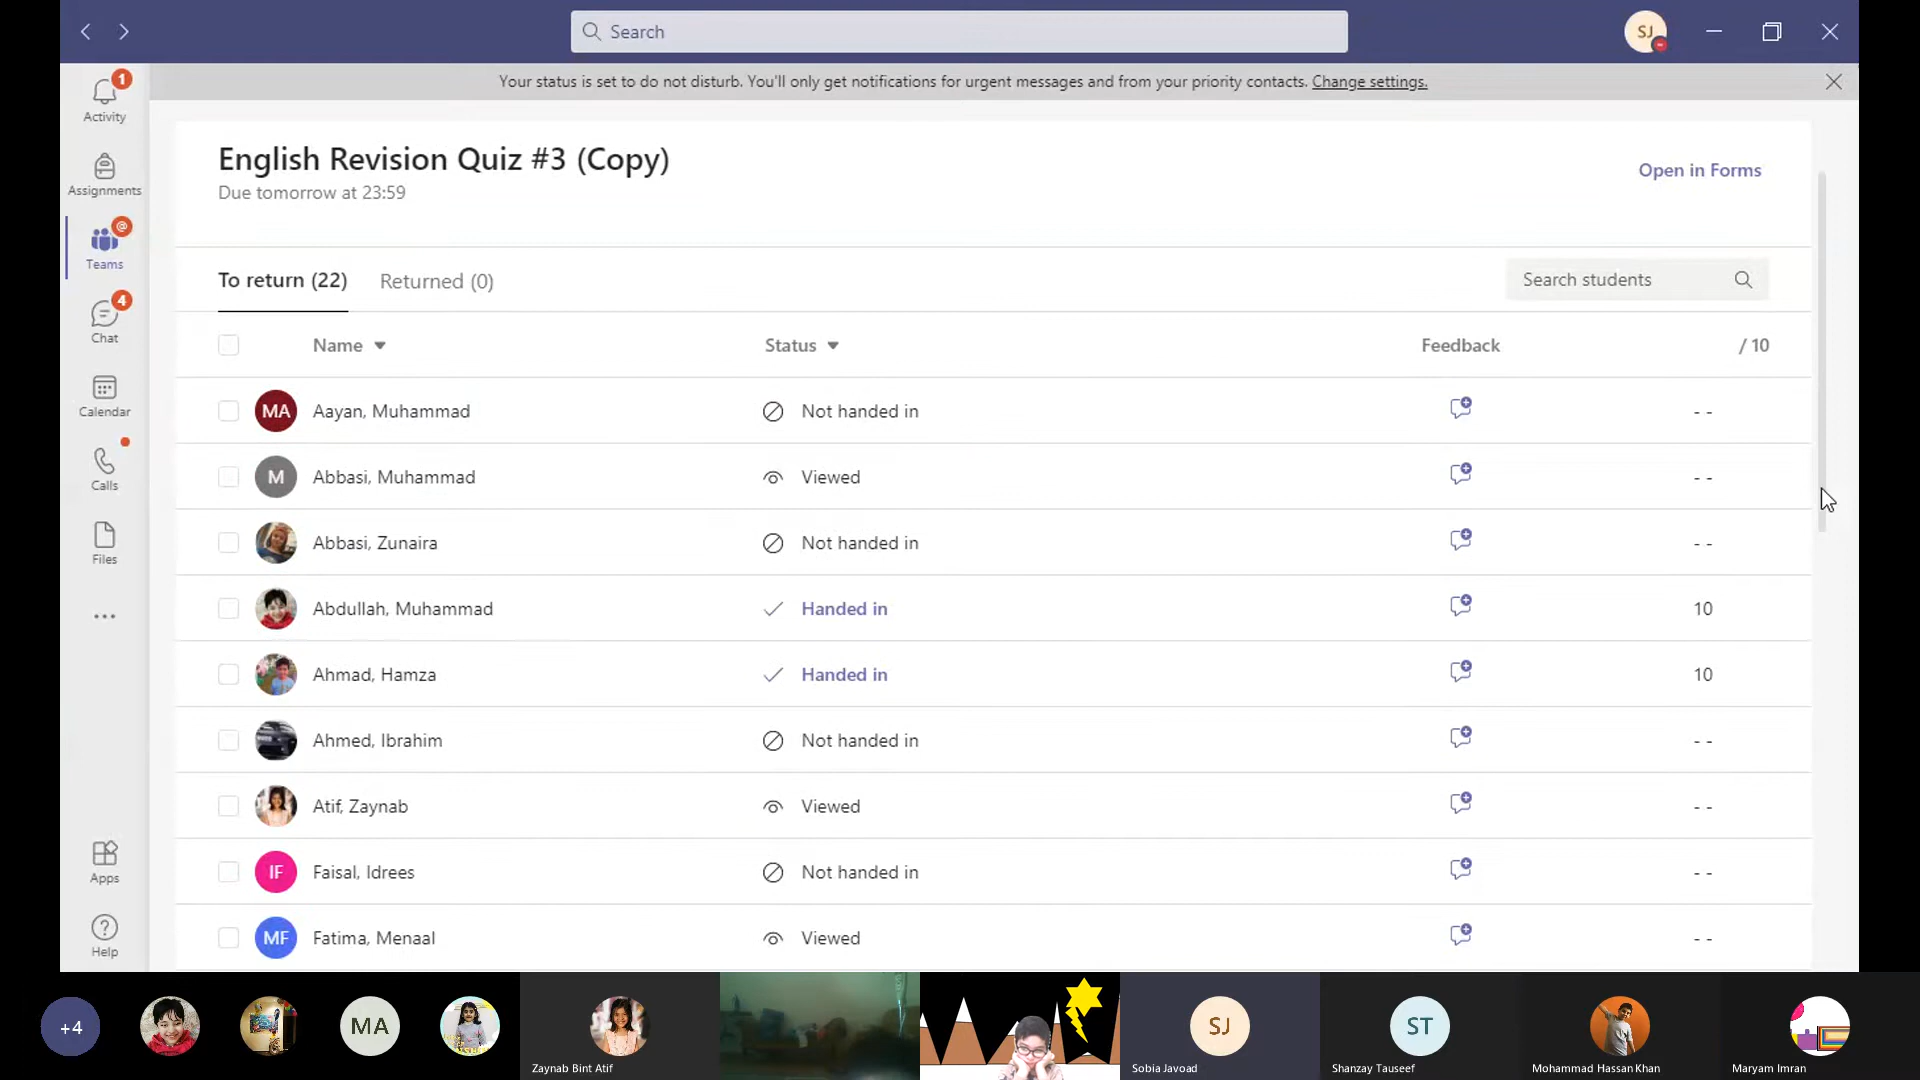 Search
SJ
Your status is set to do not disturb. You'll only get notifications for urgent messages and from your priority contacts. Change settings.
1
Activity
Assignments
@
Teams
4
Chat
Calendar
Calls
Files
Apps
Help
English Revision Quiz #3 (Copy)
Due tomorrow at 23:59
Open in Forms
To return (22) Returned (0)
Search students
Name Status Feedback / 10
MA Aayan, Muhammad Not handed in - -
M Abbasi, Muhammad Viewed - -
Abbasi, Zunaira Not handed in - -
Abdullah, Muhammad Handed in 10
Ahmad, Hamza Handed in 10
Ahmed, Ibrahim Not handed in - -
Atif, Zaynab Viewed - -
IF Faisal, Idrees Not handed in - -
MF Fatima, Menaal Viewed - -
+4 MA SJ ST
Zaynab Bint Atif Sobia Javoad Shanzay Tauseef Mohammad Hassan Khan Maryam Imran